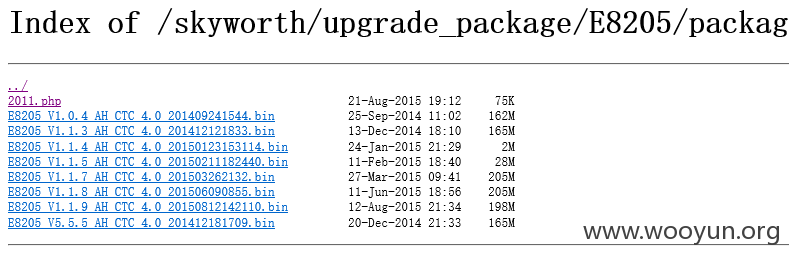 Index of /skyworth/upgrade_package/E8205/packag
../
2011.php 21-Aug-2015 19:12 75K
E8205_V1.0.4_AH_CTC_4.0_201409241544.bin 25-Sep-2014 11:02 162M
E8205_V1.1.3_AH_CTC_4.0_201412121833.bin 13-Dec-2014 18:10 165M
E8205_V1.1.4_AH_CTC_4.0_20150123153114.bin 24-Jan-2015 21:29 2M
E8205_V1.1.5_AH_CTC_4.0_20150211182440.bin 11-Feb-2015 18:40 28M
E8205_V1.1.7_AH_CTC_4.0_201503262132.bin 27-Mar-2015 09:41 205M
E8205_V1.1.8_AH_CTC_4.0_201506090855.bin 11-Jun-2015 18:56 205M
E8205_V1.1.9_AH_CTC_4.0_20150812142110.bin 12-Aug-2015 21:34 198M
E8205_V5.5.5_AH_CTC_4.0_201412181709.bin 20-Dec-2014 21:33 165M
www.wooyun.org